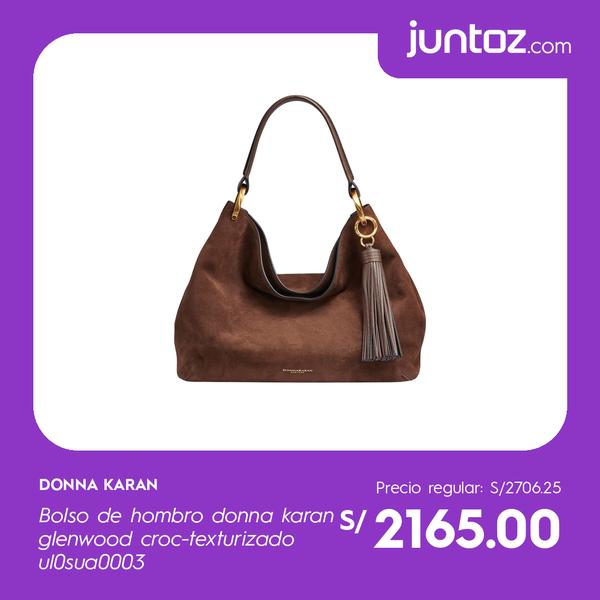 juntoz.com
DONNA KARAN
Bolso de hombro donna karan
glenwood croc-texturizado
ul0sua0003
Precio regular: S/2706.25
S/ 2165.00